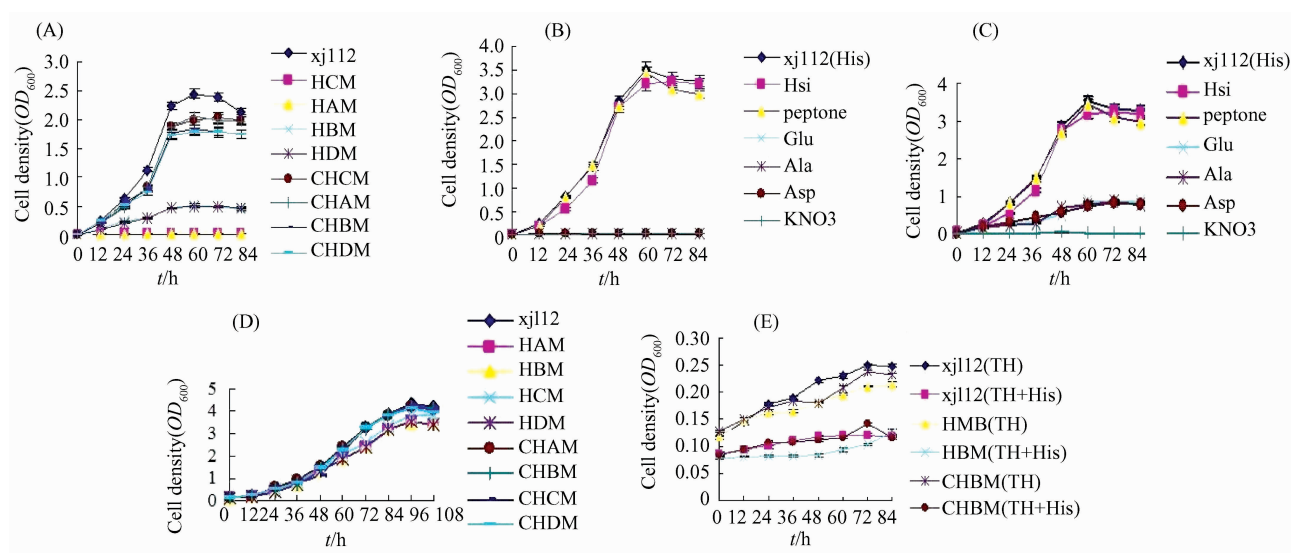 (A)
Cell density(OD600)
3.0
2.5
2.0
1.5
1.0
0.5
0
0 12 24 36 48 60 72 84
t/h
xj112
HCM
HAM
HBM
HDM
CHCM
CHAM
CHBM
CHDM
(B)
Cell density(OD600)
4.0
3.5
3.0
2.5
2.0
1.5
1.0
0.5
0
0 12 24 36 48 60 72 84
t/h
xj112(His)
Hsi
peptone
Glu
Ala
Asp
KNO3
(C)
Cell density(OD600)
4
3
2
1
0
0 12 24 36 48 60 72 84
t/h
xj112(His)
Hsi
peptone
Glu
Ala
Asp
KNO3
(D)
Cell density(OD600)
5
4
3
2
1
0
0 12 24 36 48 60 72 84 96 108
t/h
xj112
HAM
HBM
HCM
HDM
CHAM
CHBM
CHCM
CHDM
(E)
Cell density(OD600)
0.30
0.25
0.20
0.15
0.10
0.05
0
0 12 24 36 48 60 72 84
t/h
xj112(TH)
xj112(TH+His)
HMB(TH)
HBM(TH+His)
CHBM(TH)
CHBM(TH+His)